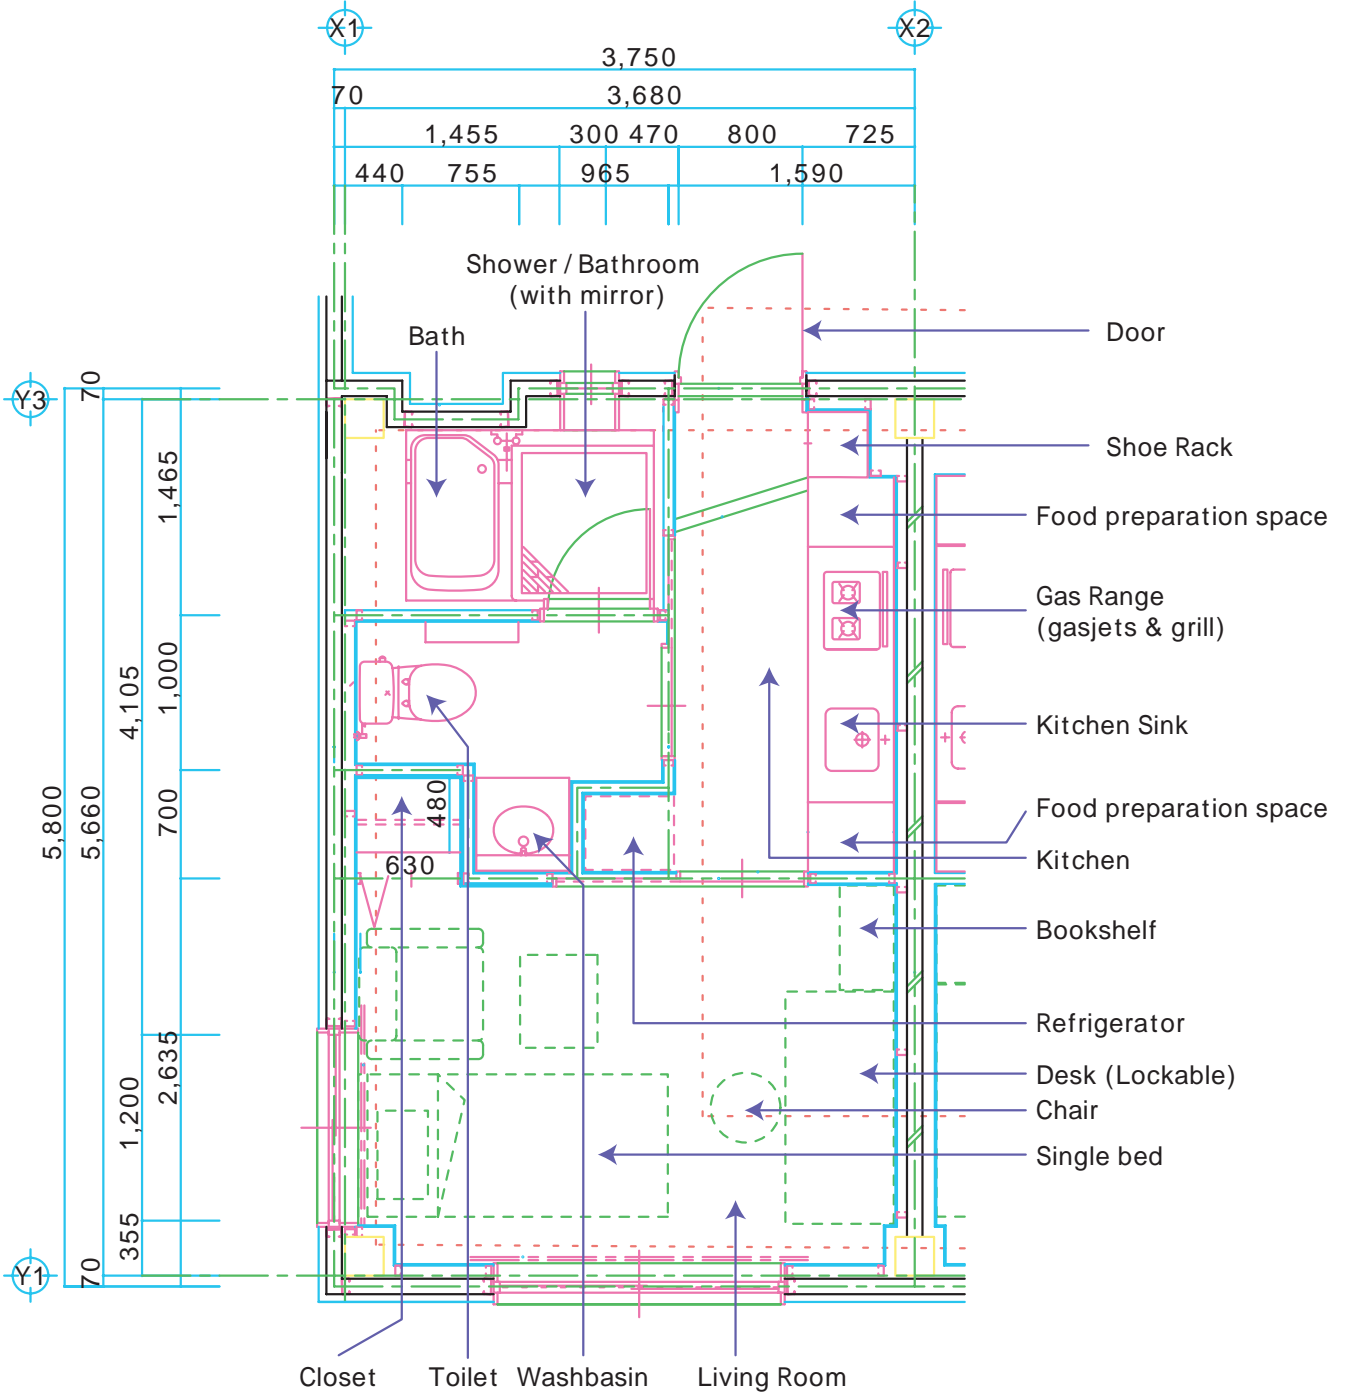 X1
X2
3,750
70
3,680
1,455
300
470
800
725
440
755
965
1,590
Shower / Bathroom
(with mirror)
Bath
Door
Y3
70
Shoe Rack
1,465
Food preparation space
Gas Range
(gasjets & grill)
4,105
1,000
Kitchen Sink
5,800
5,660
700
480
Food preparation space
630
Kitchen
Bookshelf
Refrigerator
2,635
1,200
Desk (Lockable)
Chair
Single bed
355
Y1
70
Closet
Toilet
Washbasin
Living Room